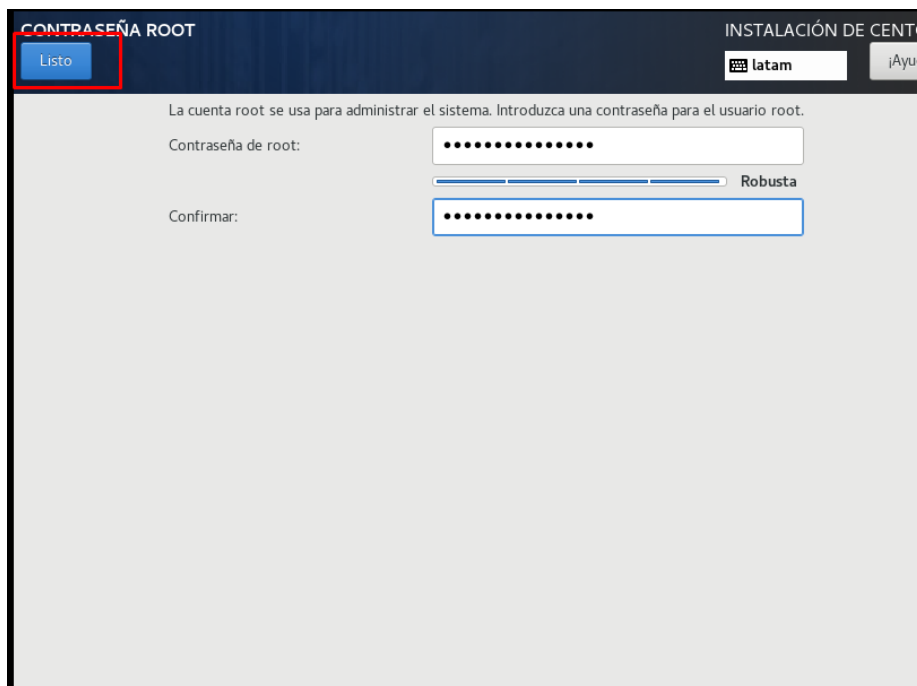 CONTRASEÑA ROOT
INSTALACIÓN DE CENT
Listo
latam
¡Ayu
La cuenta root se usa para administrar el sistema. Introduzca una contraseña para el usuario root.
Contraseña de root:
●●●●●●●●●●●●●●●
Robusta
Confirmar:
●●●●●●●●●●●●●●●